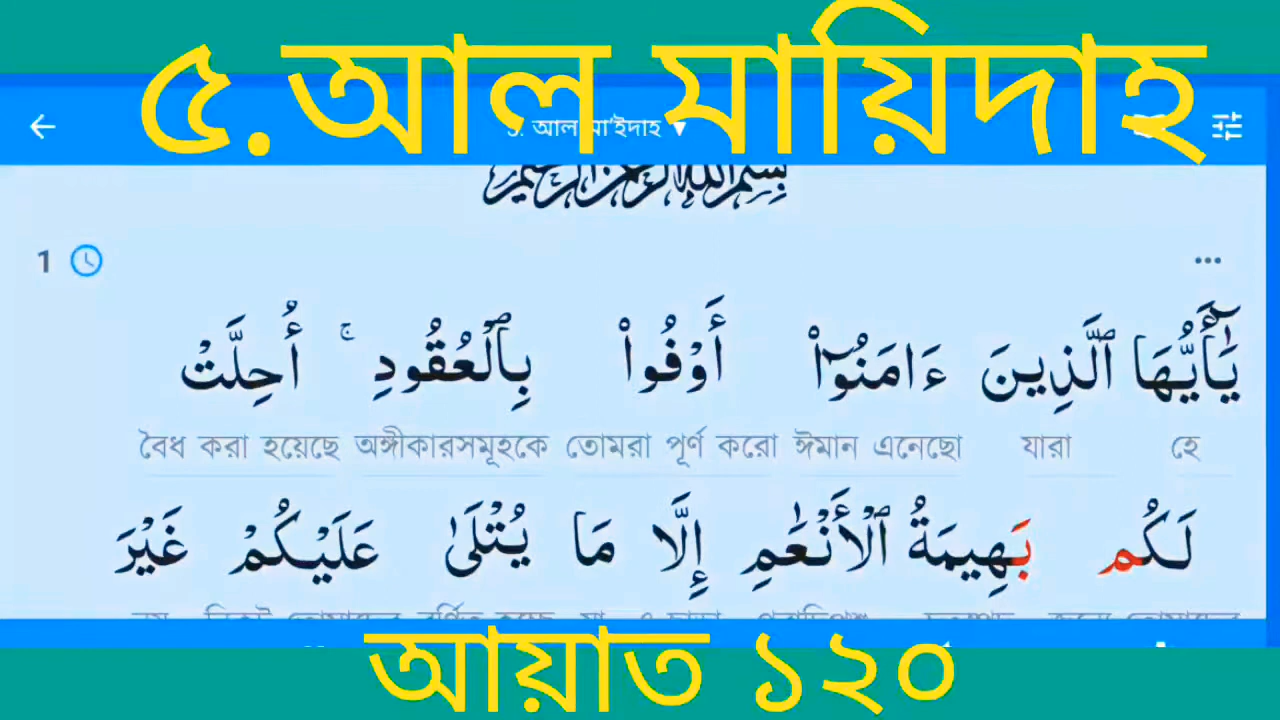 ৫.আল মায়িদাহ
5. আল মা'ইদাহ ▼
بِسْمِ اللَّهِ الرَّحْمَٰنِ الرَّحِيمِ
1
يَٰٓأَيُّهَا ٱلَّذِينَ ءَامَنُوٓا۟ أَوْفُوا۟ بِٱلْعُقُودِ ۚ أُحِلَّتْ
বৈধ করা হয়েছে অঙ্গীকারসমূহকে তোমরা পূর্ণ করো ঈমান এনেছো যারা হে
لَكُم بَهِيمَةُ ٱلْأَنْعَٰمِ إِلَّا مَا يُتْلَىٰ عَلَيْكُمْ غَيْرَ
আয়াত ১২০